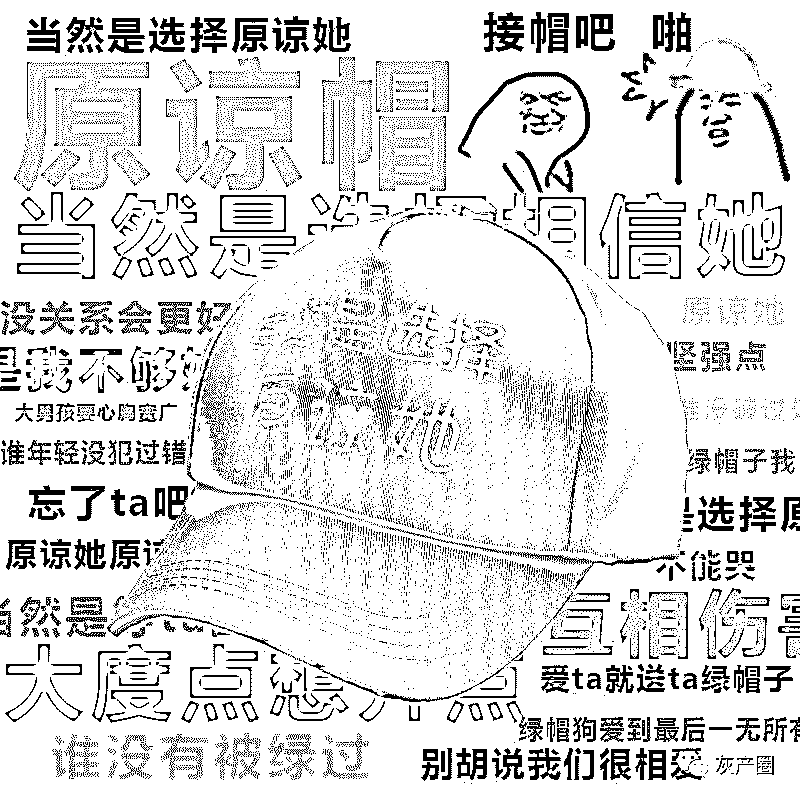 当然是选择原谅她
接帽吧 啪
原谅帽
当然是选择相信她
没关系会更好
原谅她
是我不够
坚强点
大男孩要心胸宽广
谁年轻没犯过错
绿帽子我
是选择
原谅她
忘了ta吧
是选择原
原谅她原谅
不能哭
当然是
互相伤害
大度点想开点
爱ta就送ta绿帽子
绿帽狗爱到最后一无所有
谁没有被绿过
别胡说我们很相爱
灰产圈